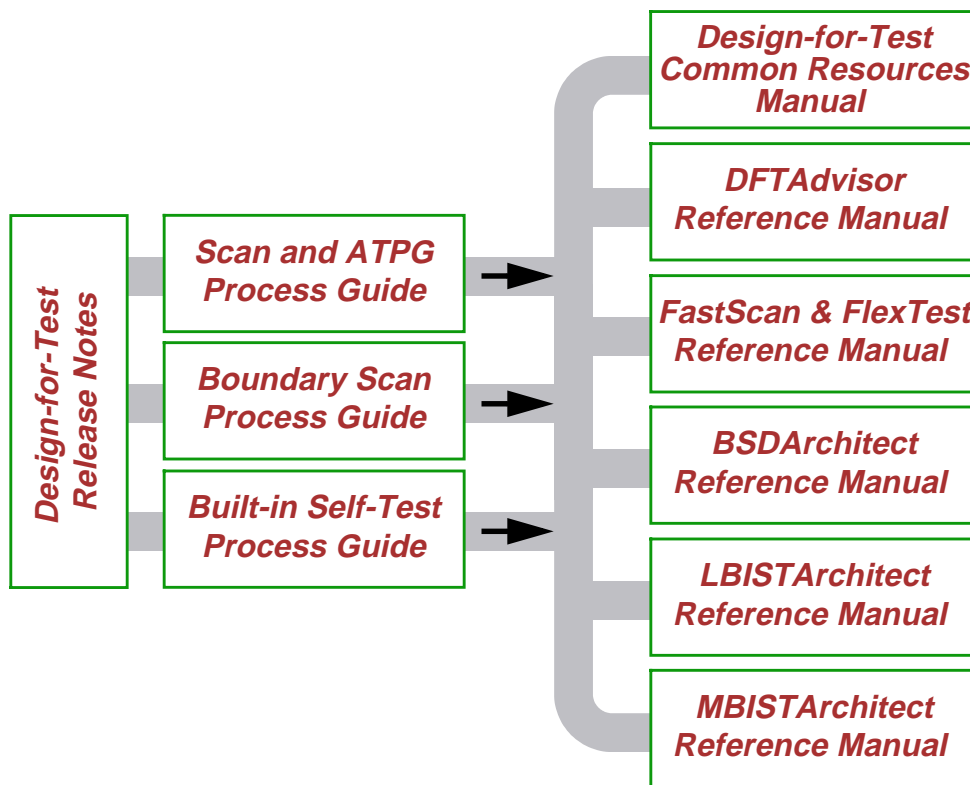 Design-for-Test
Release Notes
Scan and ATPG
Process Guide
Boundary Scan
Process Guide
Built-in Self-Test
Process Guide
Design-for-Test
Common Resources
Manual
DFTAdvisor
Reference Manual
FastScan & FlexTest
Reference Manual
BSDArchitect
Reference Manual
LBISTArchitect
Reference Manual
MBISTArchitect
Reference Manual